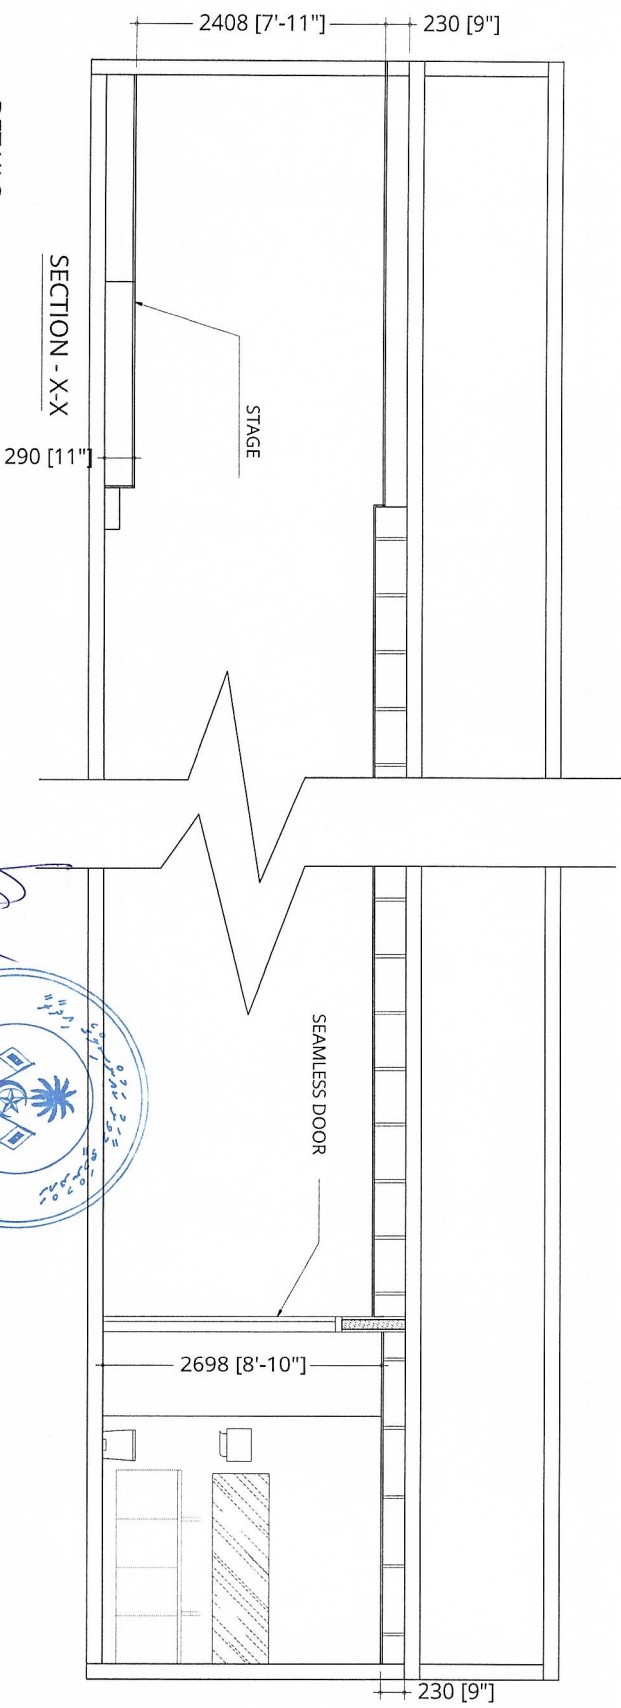 2408 [7'-11"]
230 [9"]
SECTION - X-X
STAGE
290 [11"]
SEAMLESS DOOR
2698 [8'-10"]
230 [9"]